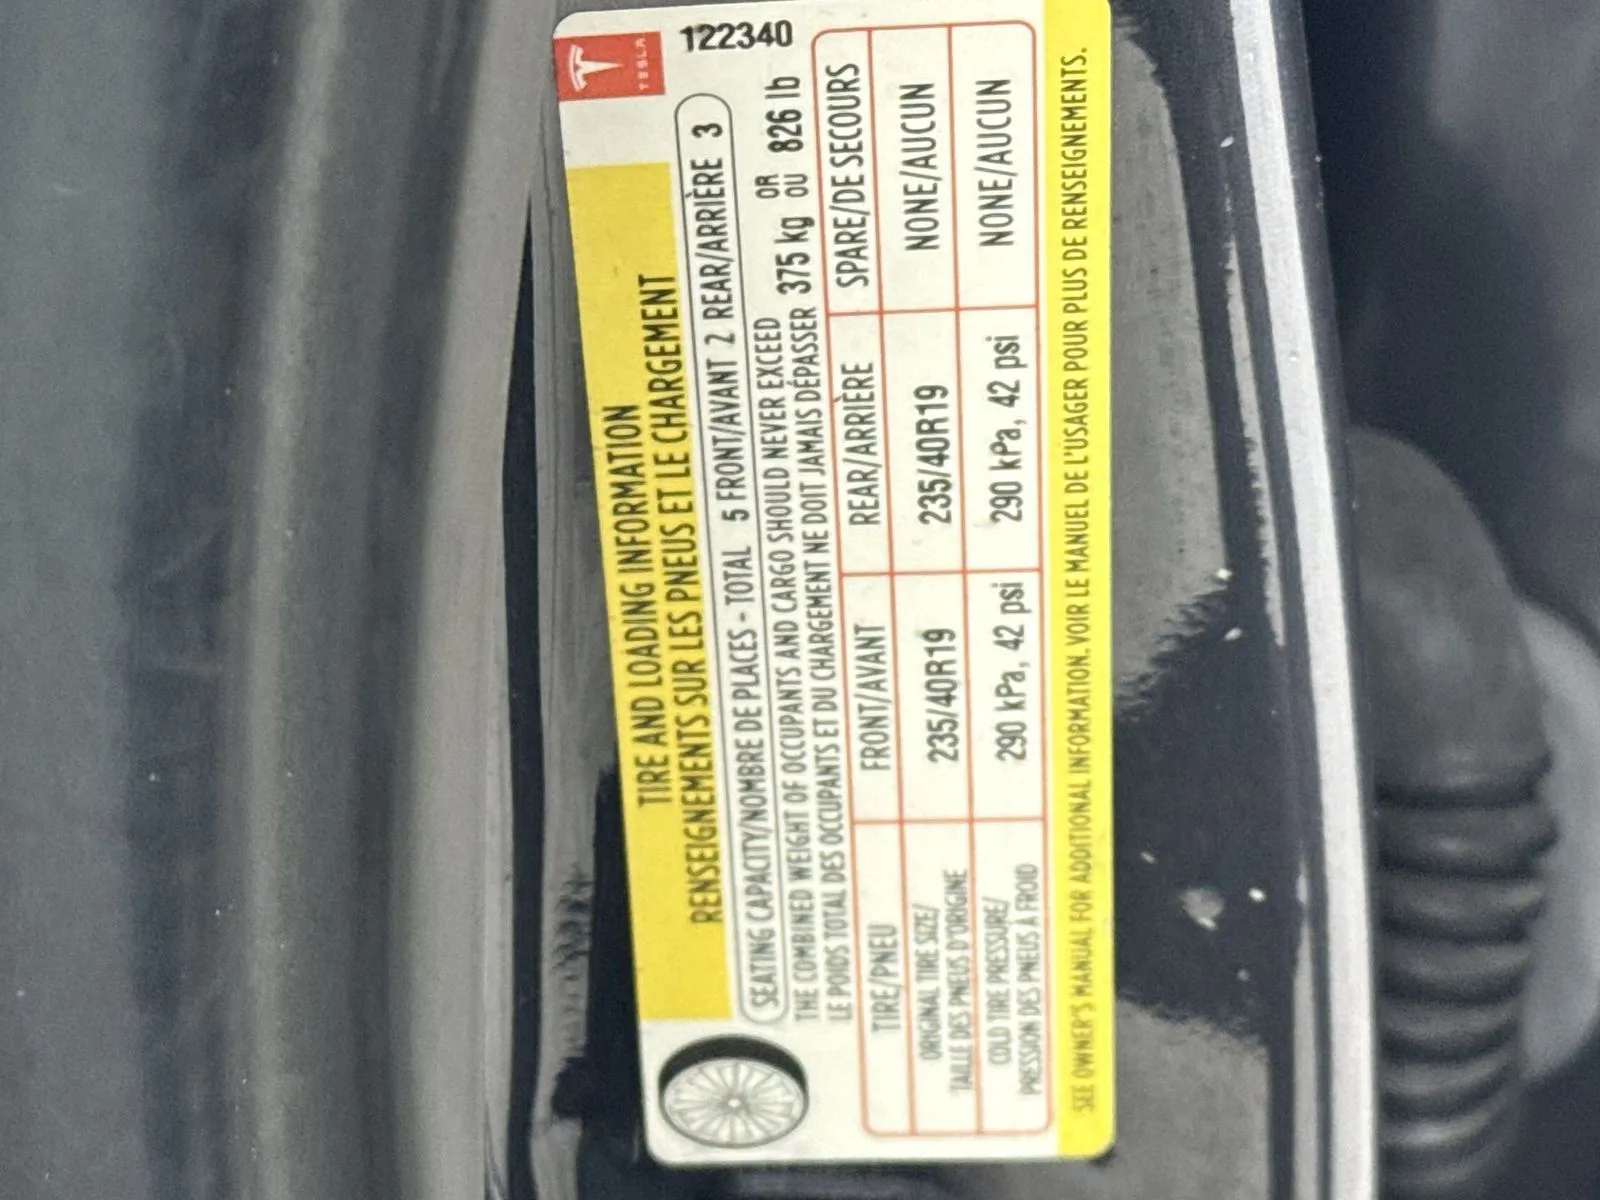 TESLA
122340
TIRE AND LOADING INFORMATION
RENSEIGNEMENTS SUR LES PNEUS ET LE CHARGEMENT
SEATING CAPACITY/NOMBRE DE PLACES - TOTAL 5 FRONT/AVANT 2 REAR/ARRIÈRE 3
THE COMBINED WEIGHT OF OCCUPANTS AND CARGO SHOULD NEVER EXCEED
LE POIDS TOTAL DES OCCUPANTS ET DU CHARGEMENT NE DOIT JAMAIS DÉPASSER
375 kg OR OU 826 lb
TIRE/PNEU FRONT/AVANT REAR/ARRIÈRE SPARE/DE SECOURS
ORIGINAL TIRE SIZE/
TAILLE DES PNEUS D'ORIGINE 235/40R19 235/40R19 NONE/AUCUN
COLD TIRE PRESSURE/
PRESSION DES PNEUS À FROID 290 kPa, 42 psi 290 kPa, 42 psi NONE/AUCUN
SEE OWNER'S MANUAL FOR ADDITIONAL INFORMATION. VOIR LE MANUEL DE L'USAGER POUR PLUS DE RENSEIGNEMENTS.